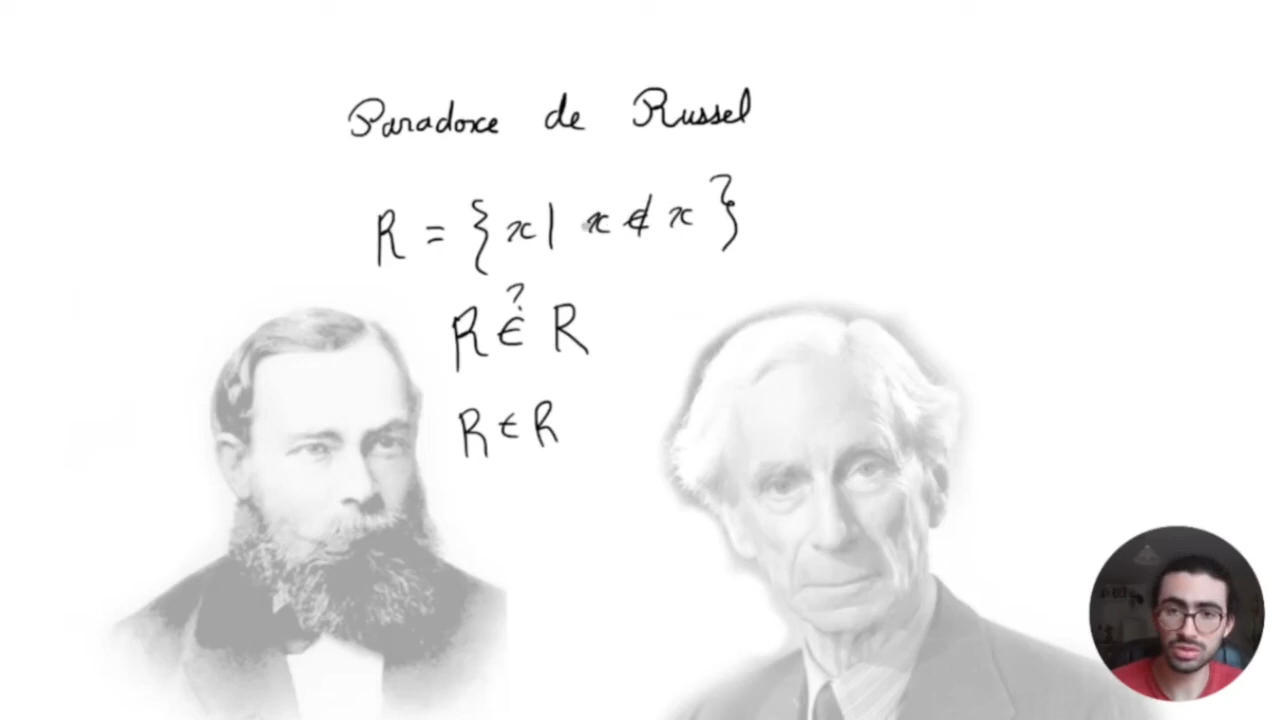 Paradoxe de Russel
R = {x | x ∉ x}
?
R ∈ R
R ∈ R